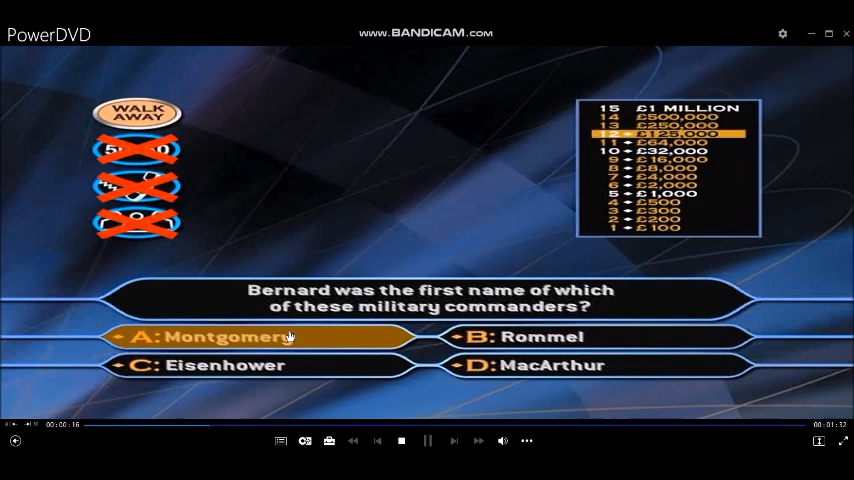 PowerDVD
www.BANDICAM.com
WALK
AWAY
15 £1 MILLION
14 £500,000
13 £250,000
12 £125,000
11 £64,000
10 £32,000
9 £16,000
8 £8,000
7 £4,000
6 £2,000
5 £1,000
4 £500
3 £300
2 £200
1 £100
Bernard was the first name of which
of these military commanders?
A: Montgomery
B: Rommel
C: Eisenhower
D: MacArthur
00:00:16
00:01:32